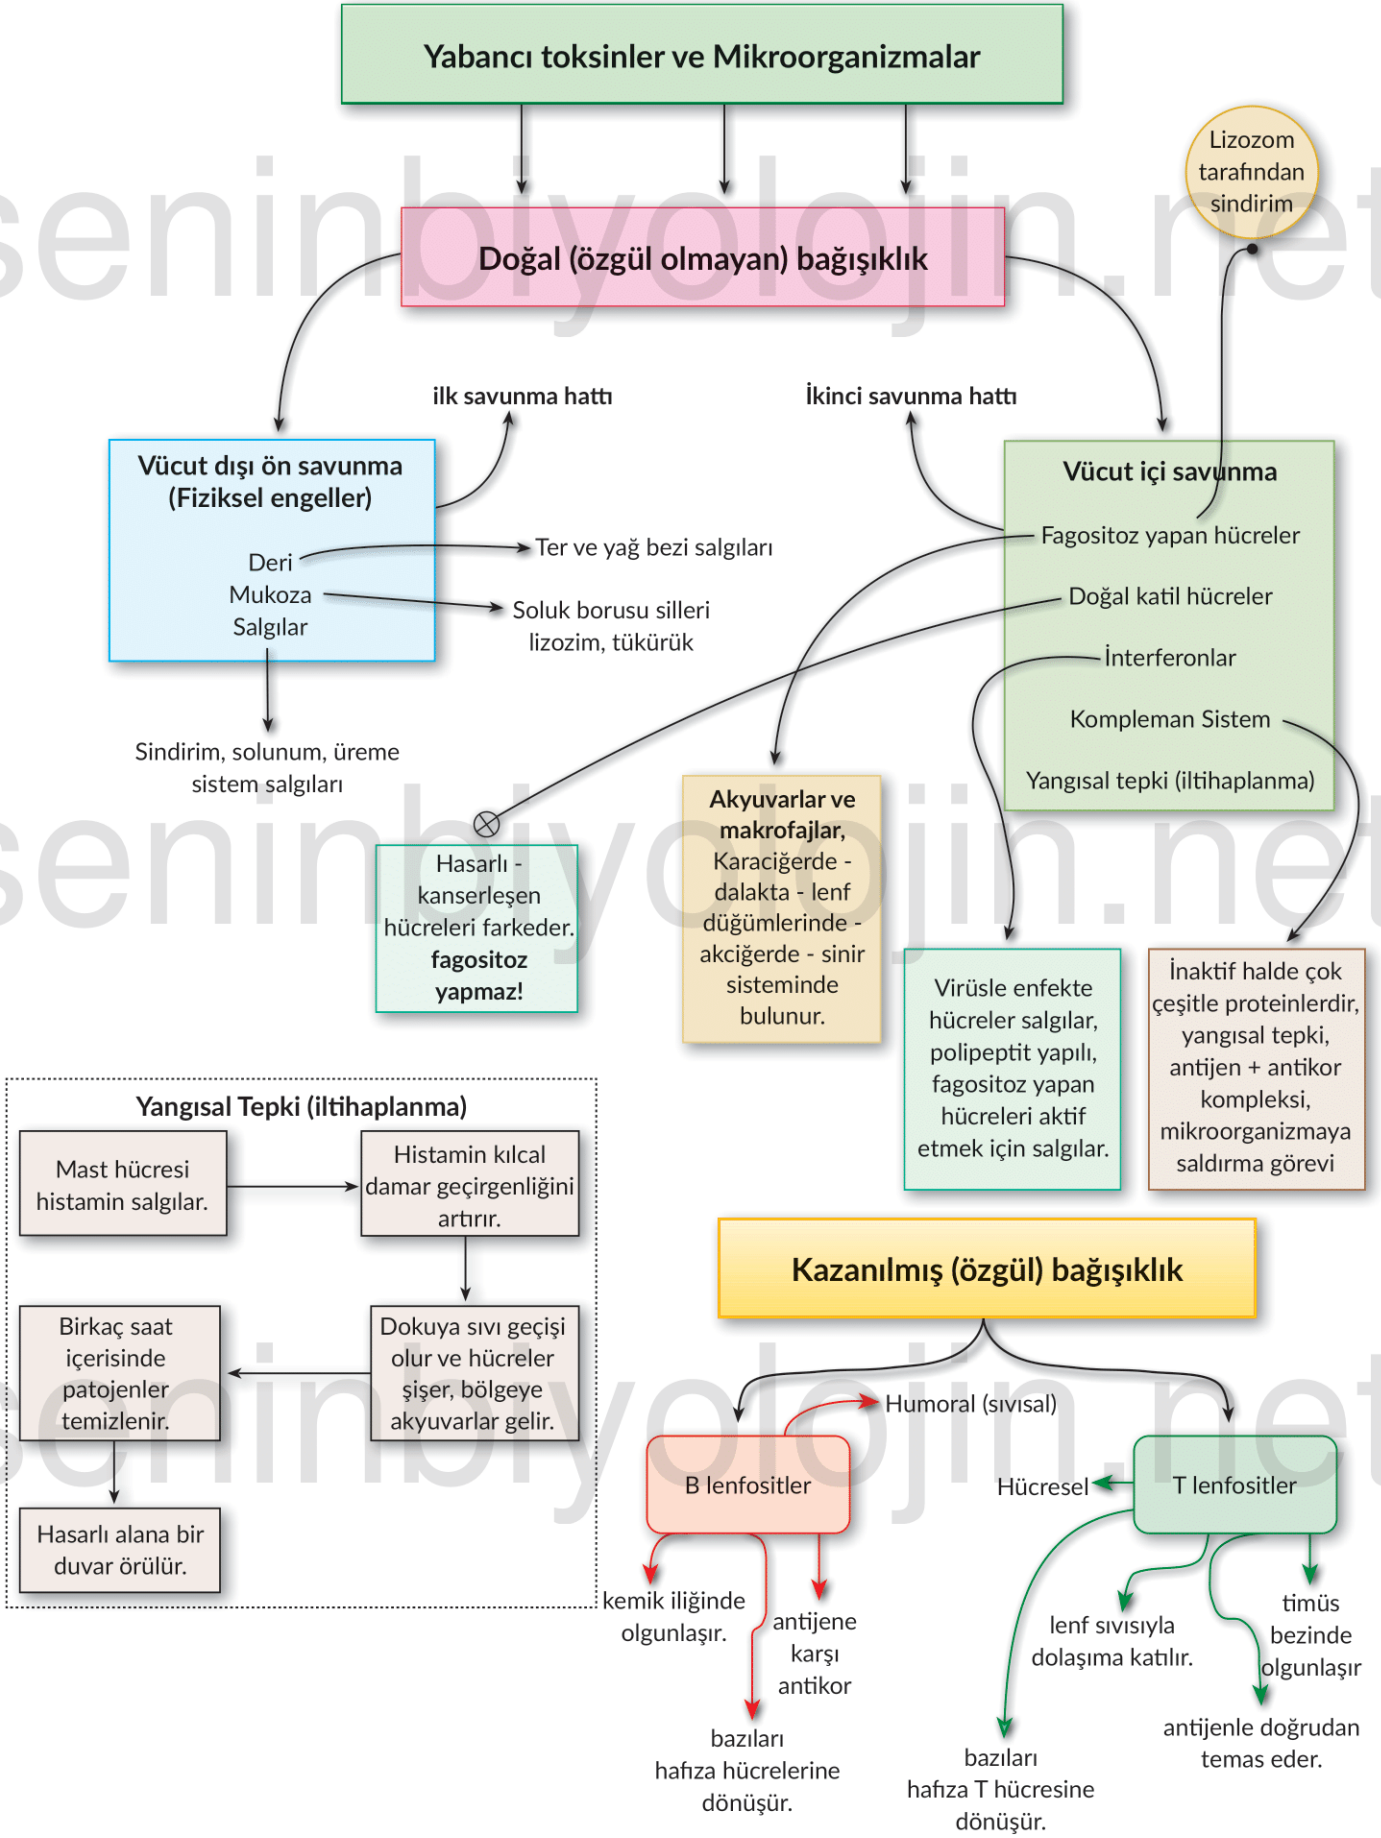 Yabancı toksinler ve Mikroorganizmalar
Lizozom
tarafından
sindirim
Doğal (özgül olmayan) bağışıklık
ilk savunma hattı
İkinci savunma hattı
Vücut dışı ön savunma
(Fiziksel engeller)
Deri
Mukoza
Salgılar
Ter ve yağ bezi salgıları
Soluk borusu silleri
lizozim, tükürük
Sindirim, solunum, üreme
sistem salgıları
Vücut içi savunma
Fagositoz yapan hücreler
Doğal katil hücreler
İnterferonlar
Kompleman Sistem
Yangısal tepki (iltihaplanma)
Hasarlı -
kanserleşen
hücreleri farkeder.
fagositoz
yapmaz!
Akyuvarlar ve
makrofajlar,
Karaciğerde -
dalakta - lenf
düğümlerinde -
akciğerde - sinir
sisteminde
bulunur.
Virüsle enfekte
hücreler salgılar,
polipeptit yapılı,
fagositoz yapan
hücreleri aktif
etmek için salgılar.
İnaktif halde çok
çeşitle proteinlerdir,
yangısal tepki,
antijen + antikor
kompleksi,
mikroorganizmaya
saldırma görevi
Yangısal Tepki (iltihaplanma)
Mast hücresi
histamin salgılar.
Histamin kılcal
damar geçirgenliğini
artırır.
Dokuya sıvı geçişi
olur ve hücreler
şişer, bölgeye
akyuvarlar gelir.
Birkaç saat
içerisinde
patojenler
temizlenir.
Hasarlı alana bir
duvar örülür.
Kazanılmış (özgül) bağışıklık
Humoral (sıvısal)
B lenfositler
kemik iliğinde
olgunlaşır.
antijene
karşı
antikor
bazıları
hafıza hücrelerine
dönüşür.
Hücresel
T lenfositler
lenf sıvısıyla
dolaşıma katılır.
timüs
bezinde
olgunlaşır
antijenle doğrudan
temas eder.
bazıları
hafıza T hücresine
dönüşür.
seninbiyolojin.net
seninbiyolojin.net
seninbiyolojin.net